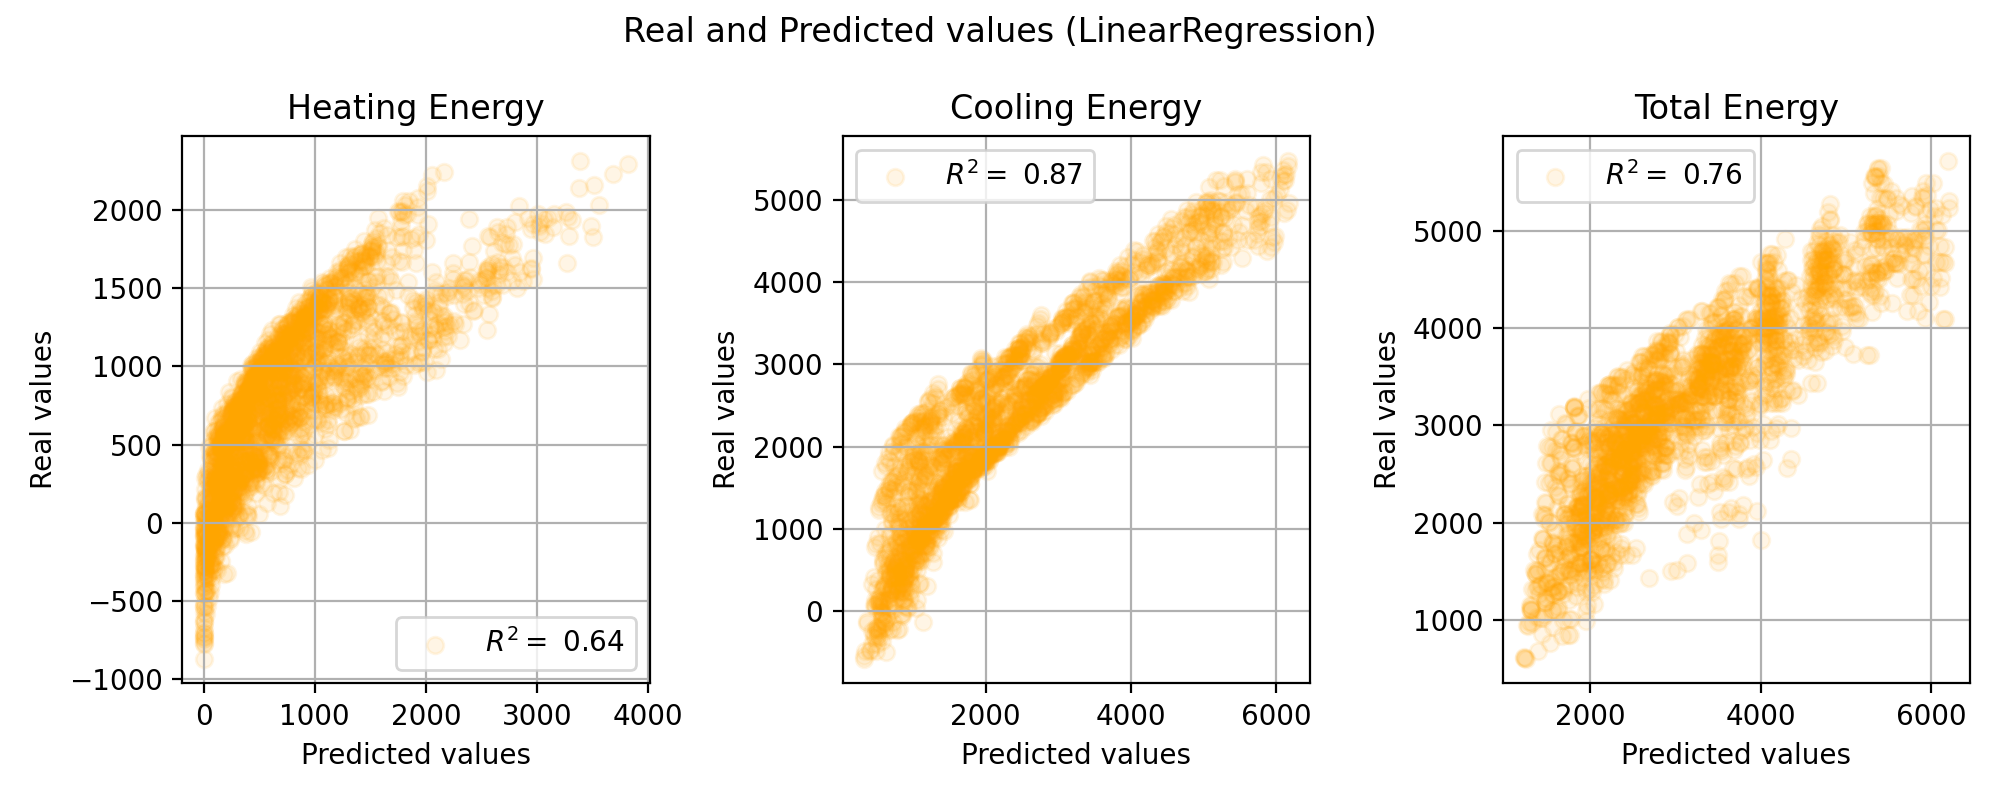 Real and Predicted values (LinearRegression)
Heating Energy
Real values
2000
1500
1000
500
0
−500
−1000
R² = 0.64
0 1000 2000 3000 4000
Predicted values
Cooling Energy
Real values
5000
4000
3000
2000
1000
0
R² = 0.87
2000 4000 6000
Predicted values
Total Energy
Real values
5000
4000
3000
2000
1000
R² = 0.76
2000 4000 6000
Predicted values